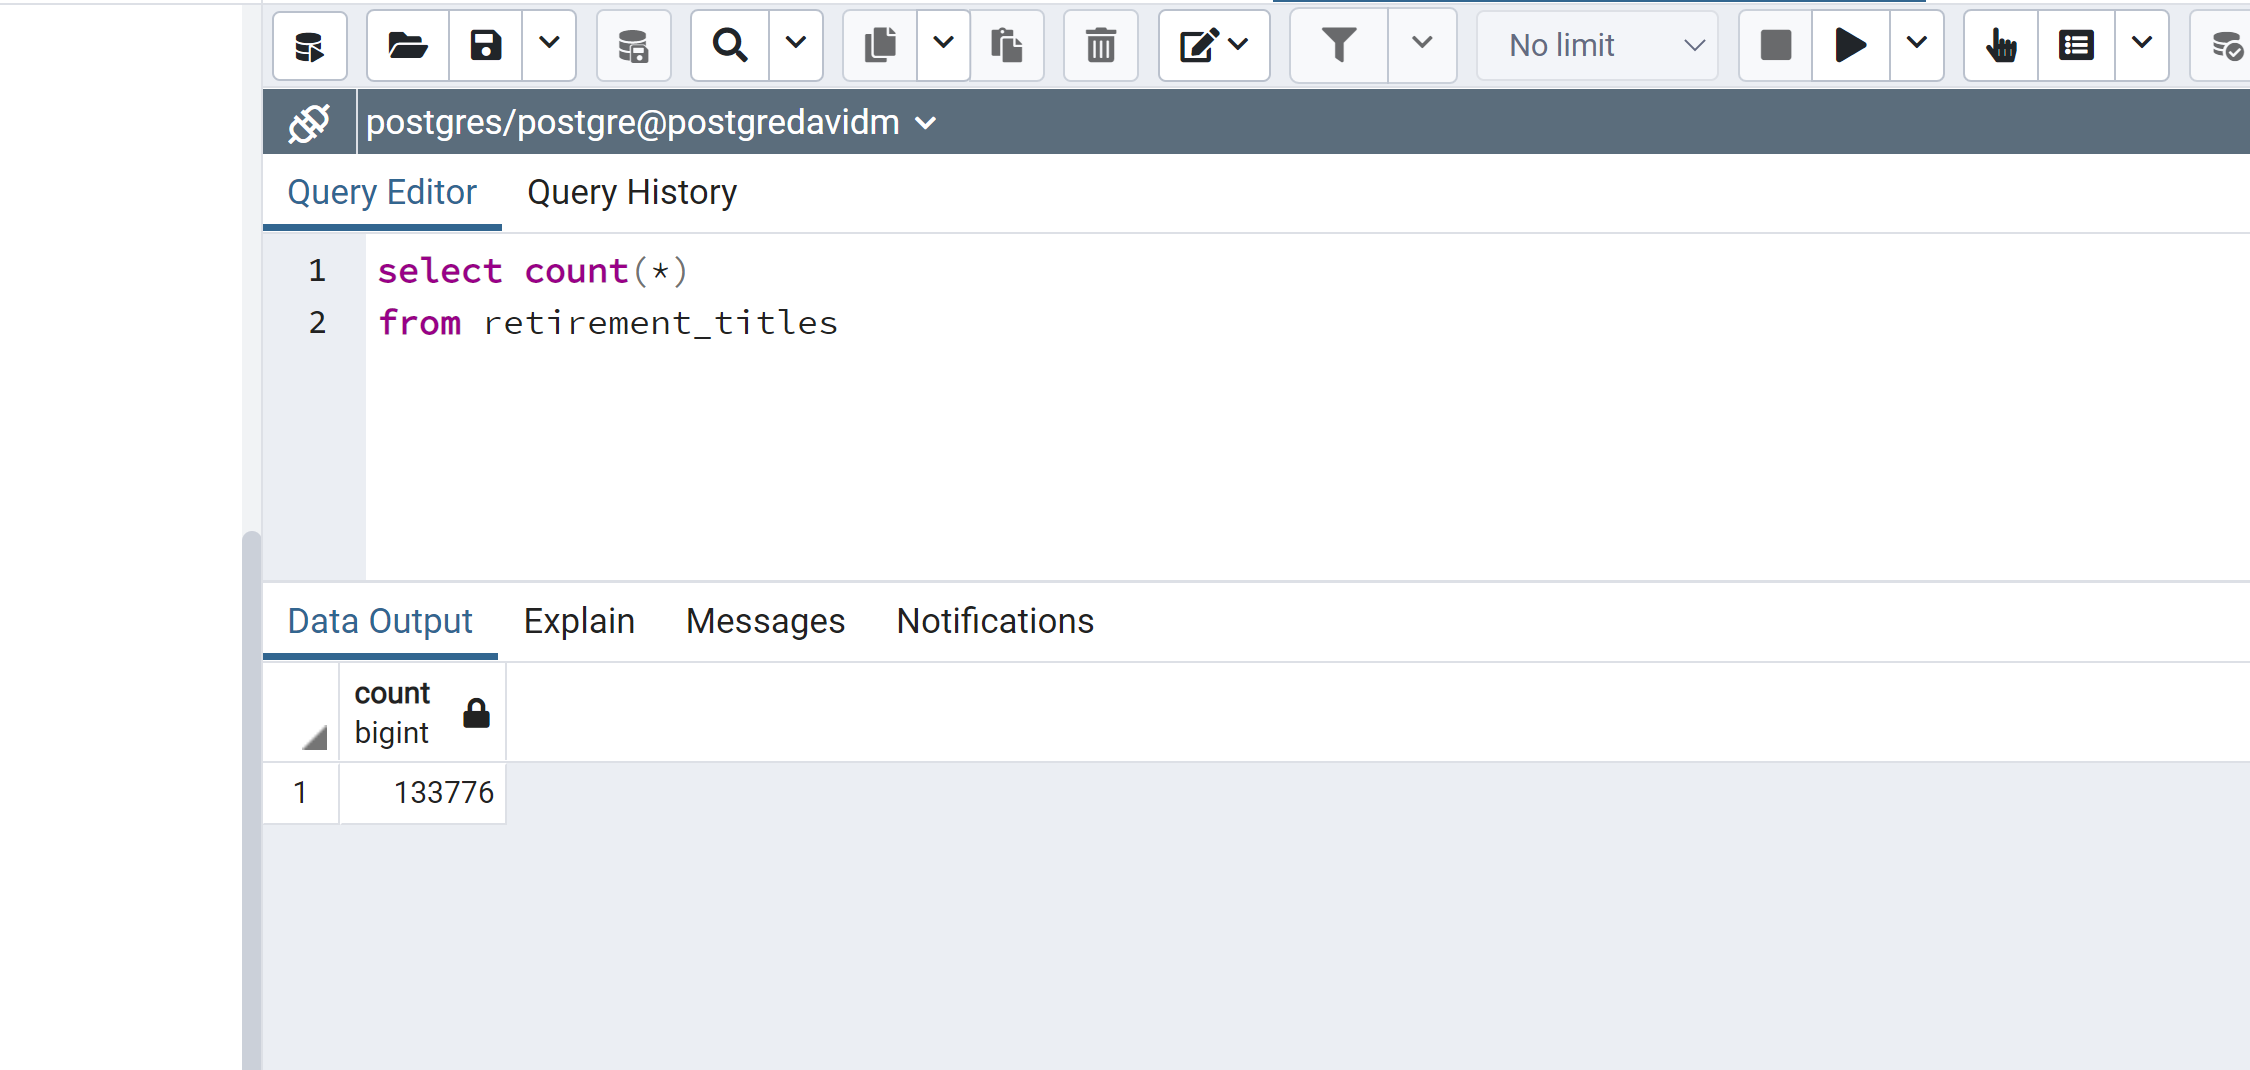 No limit
postgres/postgre@postgredavidm
Query Editor Query History
1 select count(*)
2 from retirement_titles
Data Output Explain Messages Notifications
count
bigint
1 133776